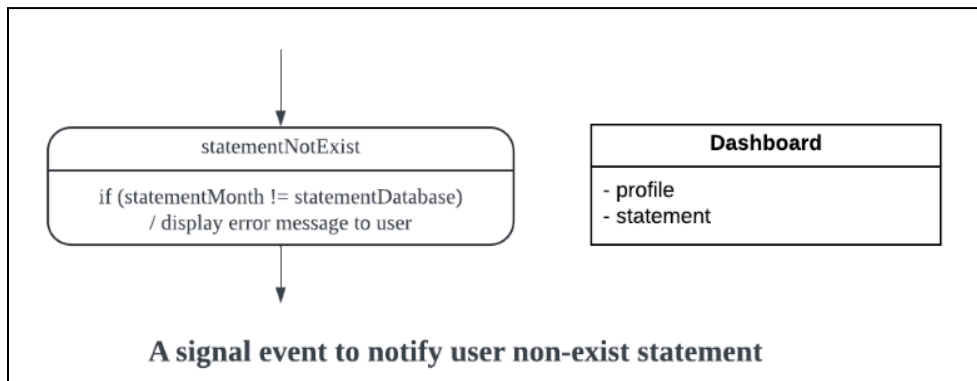 statementNotExist
if (statementMonth != statementDatabase)
/ display error message to user
Dashboard
- profile
- statement
A signal event to notify user non-exist statement